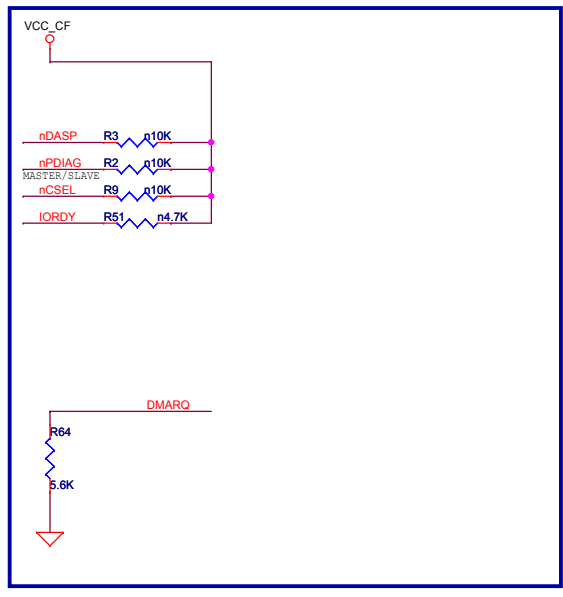 VCC_CF
nDASP R3 n10K
nPDIAG R2 n10K
MASTER/SLAVE
nCSEL R9 n10K
IORDY R51 n4.7K
DMARQ
R64
5.6K